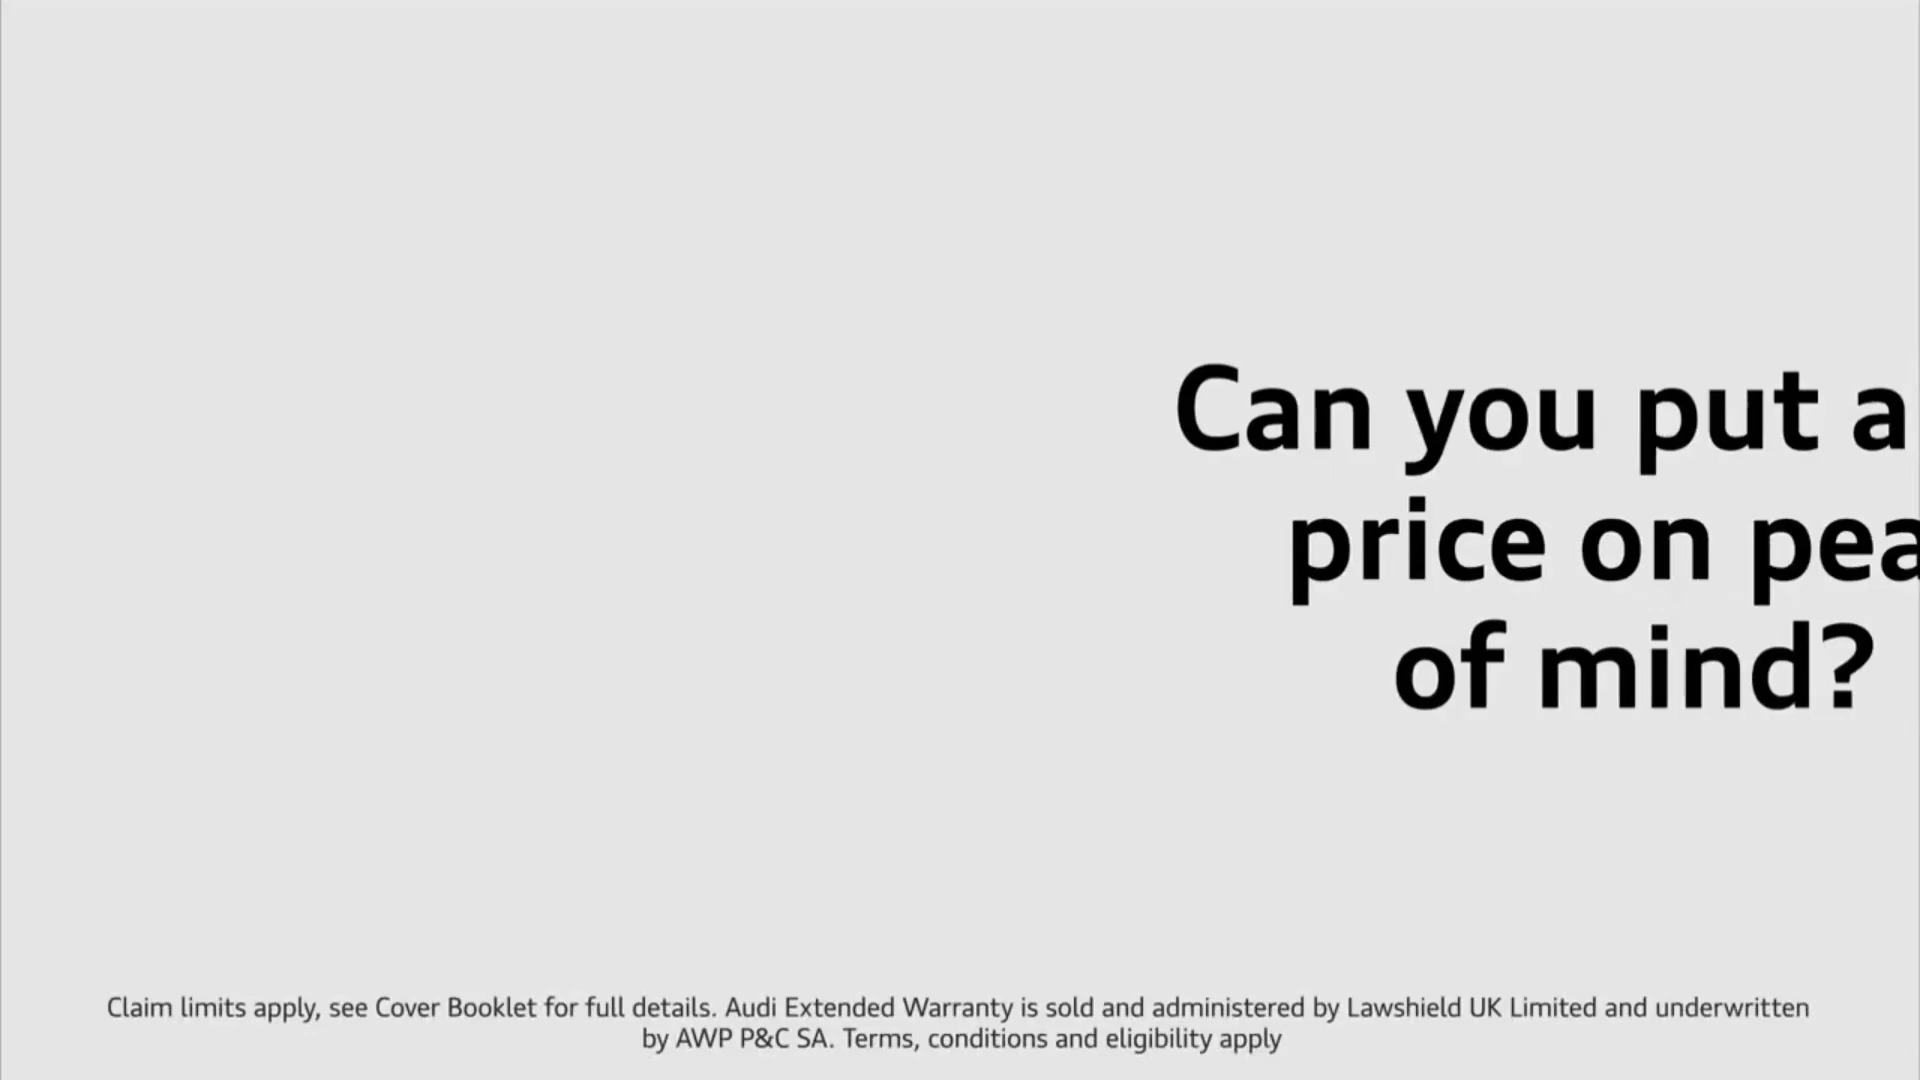 Can you put a
price on pea
of mind?
Claim limits apply, see Cover Booklet for full details. Audi Extended Warranty is sold and administered by Lawshield UK Limited and underwritten
by AWP P&C SA. Terms, conditions and eligibility apply